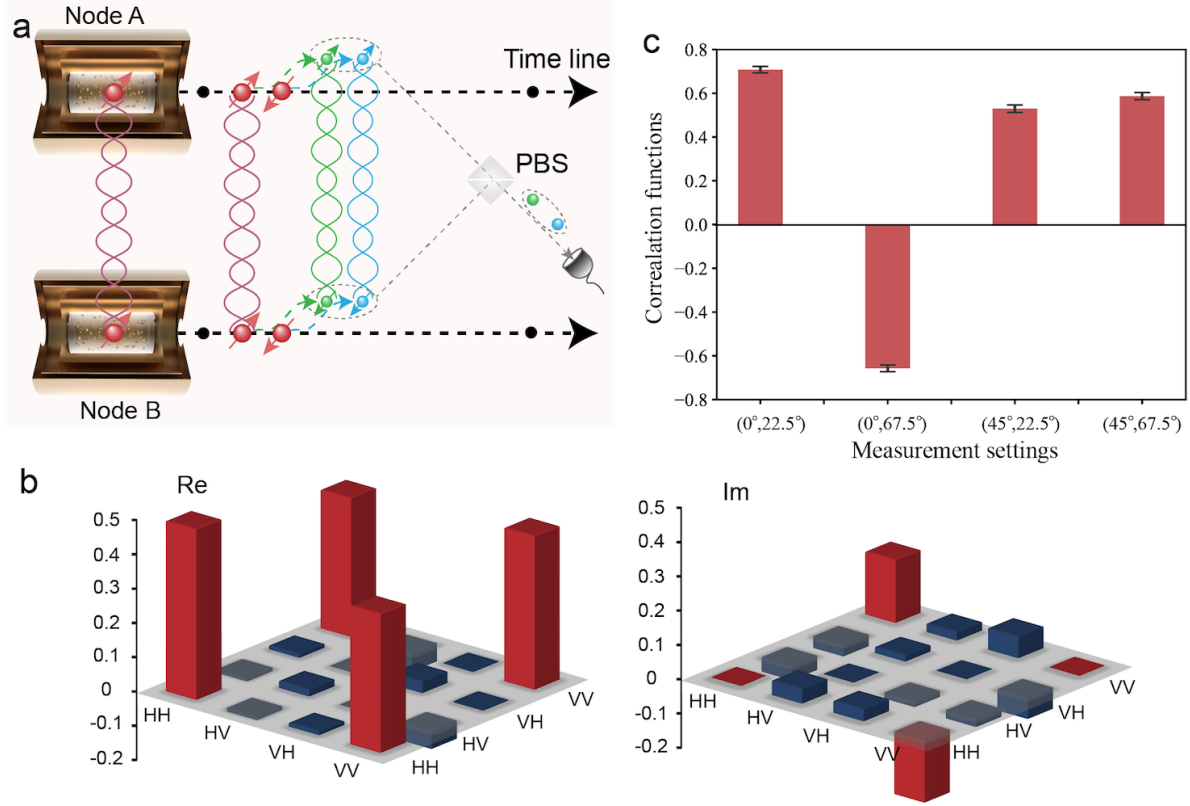 a
Node A
Time line
PBS
Node B
c
Correalation functions
0.8
0.6
0.4
0.2
0.0
−0.2
−0.4
−0.6
−0.8
(0°,22.5°)
(0°,67.5°)
(45°,22.5°)
(45°,67.5°)
Measurement settings
b
Re
0.5
0.4
0.3
0.2
0.1
0
-0.1
-0.2
HH
HV
VH
VV
HH
HV
VH
VV
Im
0.5
0.4
0.3
0.2
0.1
0
-0.1
-0.2
HH
HV
VH
VV
HH
HV
VH
VV